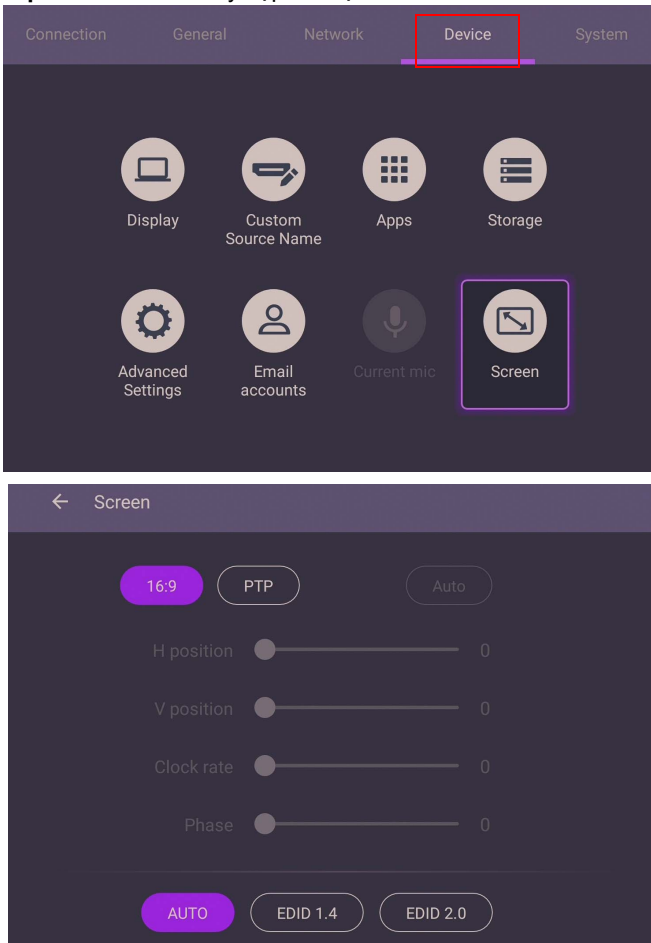 Connection General Network Device System
Display Custom Apps Storage
Source Name
Advanced Email Current mic Screen
Settings accounts
← Screen
16:9 PTP Auto
H position 0
V position 0
Clock rate 0
Phase 0
AUTO EDID 1.4 EDID 2.0